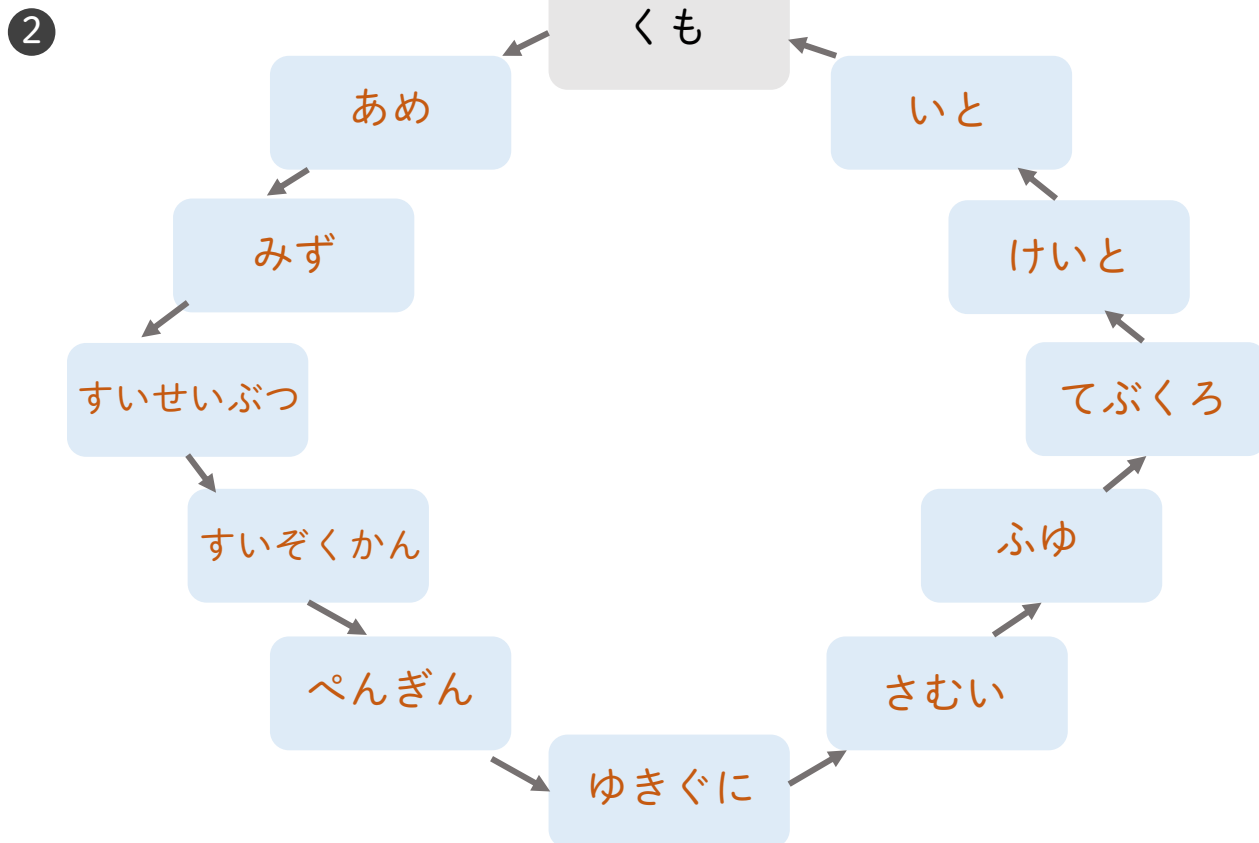 2
くも
あめ
みず
すいせいぶつ
すいぞくかん
ぺんぎん
ゆきぐに
さむい
ふゆ
てぶくろ
けいと
いと